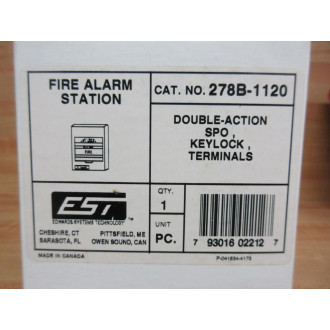 FIRE ALARM
STATION
CAT. NO. 278B-1120
DOUBLE-ACTION
SPO ,
KEYLOCK ,
TERMINALS
FIRE
EST
EDWARDS SYSTEMS TECHNOLOGY
CHESHIRE, CT PITTSFIELD, ME
SARASOTA, FL OWEN SOUND, CAN
QTY.
1
UNIT
PC.
7 93016 02212 7
MADE IN CANADA